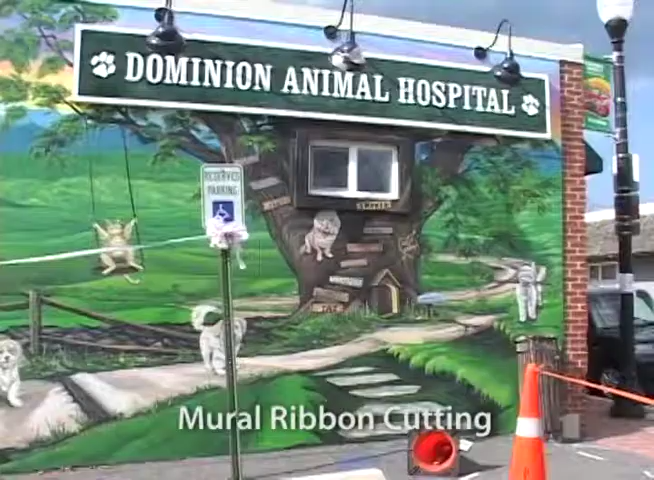 DOMINION ANIMAL HOSPITAL
RESERVED
PARKING
Mural Ribbon Cutting